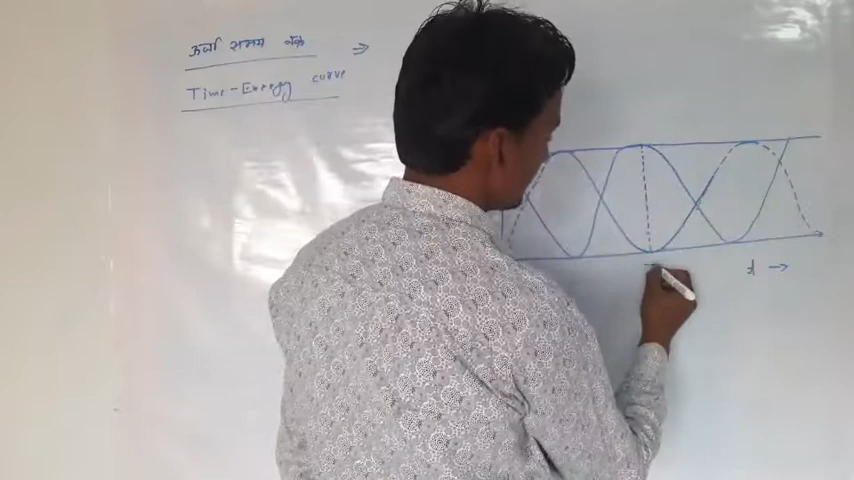 ऊर्जा समय वक्र ⇒
Time-Energy curve
t →